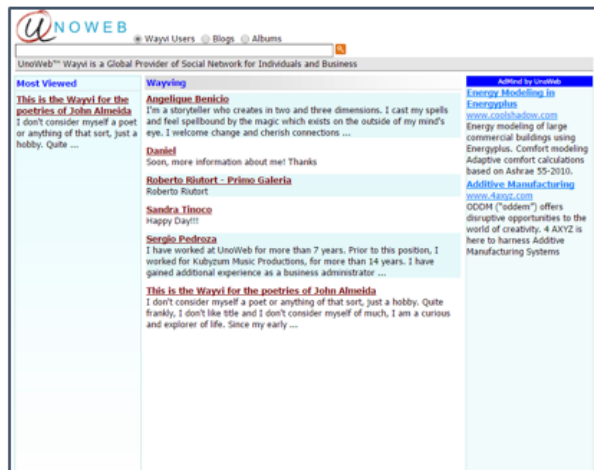 UNOWEB
Wayvi Users Blogs Albums
UnoWeb™ Wayvi is a Global Provider of Social Network for Individuals and Business
Most Viewed
This is the Wayvi for the
poetries of John Almeida
I don't consider myself a poet
or anything of that sort, just a
hobby. Quite ...
Wayving
Angelique Benicio
I'm a storyteller who creates in two and three dimensions. I cast my spells
and feel spellbound by the magic which exists on the outside of my mind's
eye. I welcome change and cherish connections ...
Daniel
Soon, more information about me! Thanks
Roberto Riutort - Primo Galeria
Roberto Riutort
Sandra Tinoco
Happy Day!!!
Sergio Pedroza
I have worked at UnoWeb for more than 7 years. Prior to this position, I
worked for Kubyzum Music Productions, for more than 14 years. I have
gained additional experience as a business administrator ...
This is the Wayvi for the poetries of John Almeida
I don't consider myself a poet or anything of that sort, just a hobby. Quite
frankly, I don't like title and I don't consider myself of much, I am a curious
and explorer of life. Since my early ...
AdMind by UnoWeb
Energy Modeling in
Energyplus
www.coolshadow.com
Energy modeling of large
commercial buildings using
Energyplus. Comfort modeling
Adaptive comfort calculations
based on Ashrae 55-2010.
Additive Manufacturing
www.4axyz.com
ODDM ("oddem") offers
disruptive opportunities to the
world of creativity. 4 AXYZ is
here to harness Additive
Manufacturing Systems